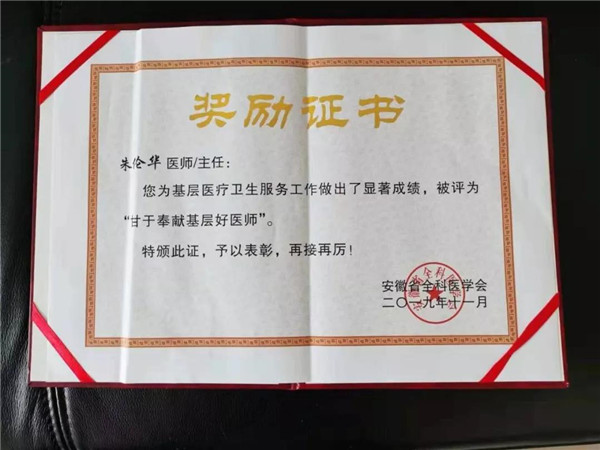 奖励证书
朱伦华 医师/主任:
您为基层医疗卫生服务工作做出了显著成绩,被评为
“甘于奉献基层好医师”。
特颁此证,予以表彰,再接再厉!
安徽省全科医学会
二〇一九年十一月